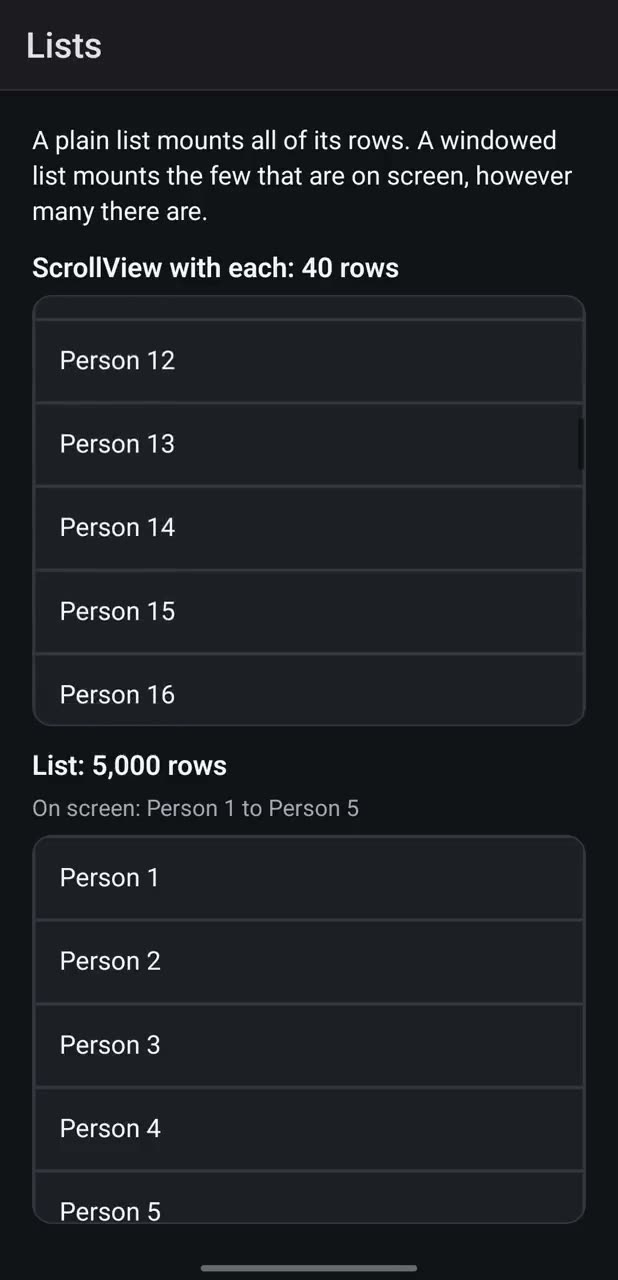 Lists
A plain list mounts all of its rows. A windowed
list mounts the few that are on screen, however
many there are.
ScrollView with each: 40 rows
Person 12
Person 13
Person 14
Person 15
Person 16
List: 5,000 rows
On screen: Person 1 to Person 5
Person 1
Person 2
Person 3
Person 4
Person 5